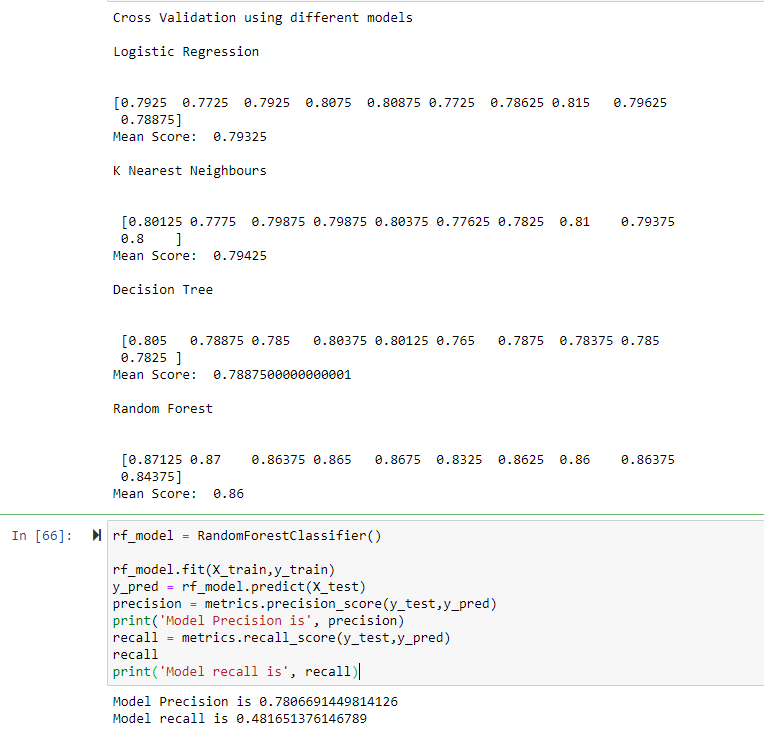 Cross Validation using different models
Logistic Regression
[0.7925  0.7725  0.7925  0.8075  0.80875 0.7725  0.78625 0.815   0.79625
 0.78875]
Mean Score:  0.79325
K Nearest Neighbours
[0.80125 0.7775  0.79875 0.79875 0.80375 0.77625 0.7825  0.81    0.79375
 0.8    ]
Mean Score:  0.79425
Decision Tree
[0.805   0.78875 0.785   0.80375 0.80125 0.765   0.7875  0.78375 0.785
 0.7825 ]
Mean Score:  0.7887500000000001
Random Forest
[0.87125 0.87    0.86375 0.865   0.8675  0.8325  0.8625  0.86    0.86375
 0.84375]
Mean Score:  0.86
In [66]: rf_model = RandomForestClassifier()
rf_model.fit(X_train,y_train)
y_pred = rf_model.predict(X_test)
precision = metrics.precision_score(y_test,y_pred)
print('Model Precision is', precision)
recall = metrics.recall_score(y_test,y_pred)
recall
print('Model recall is', recall)
Model Precision is 0.7806691449814126
Model recall is 0.481651376146789